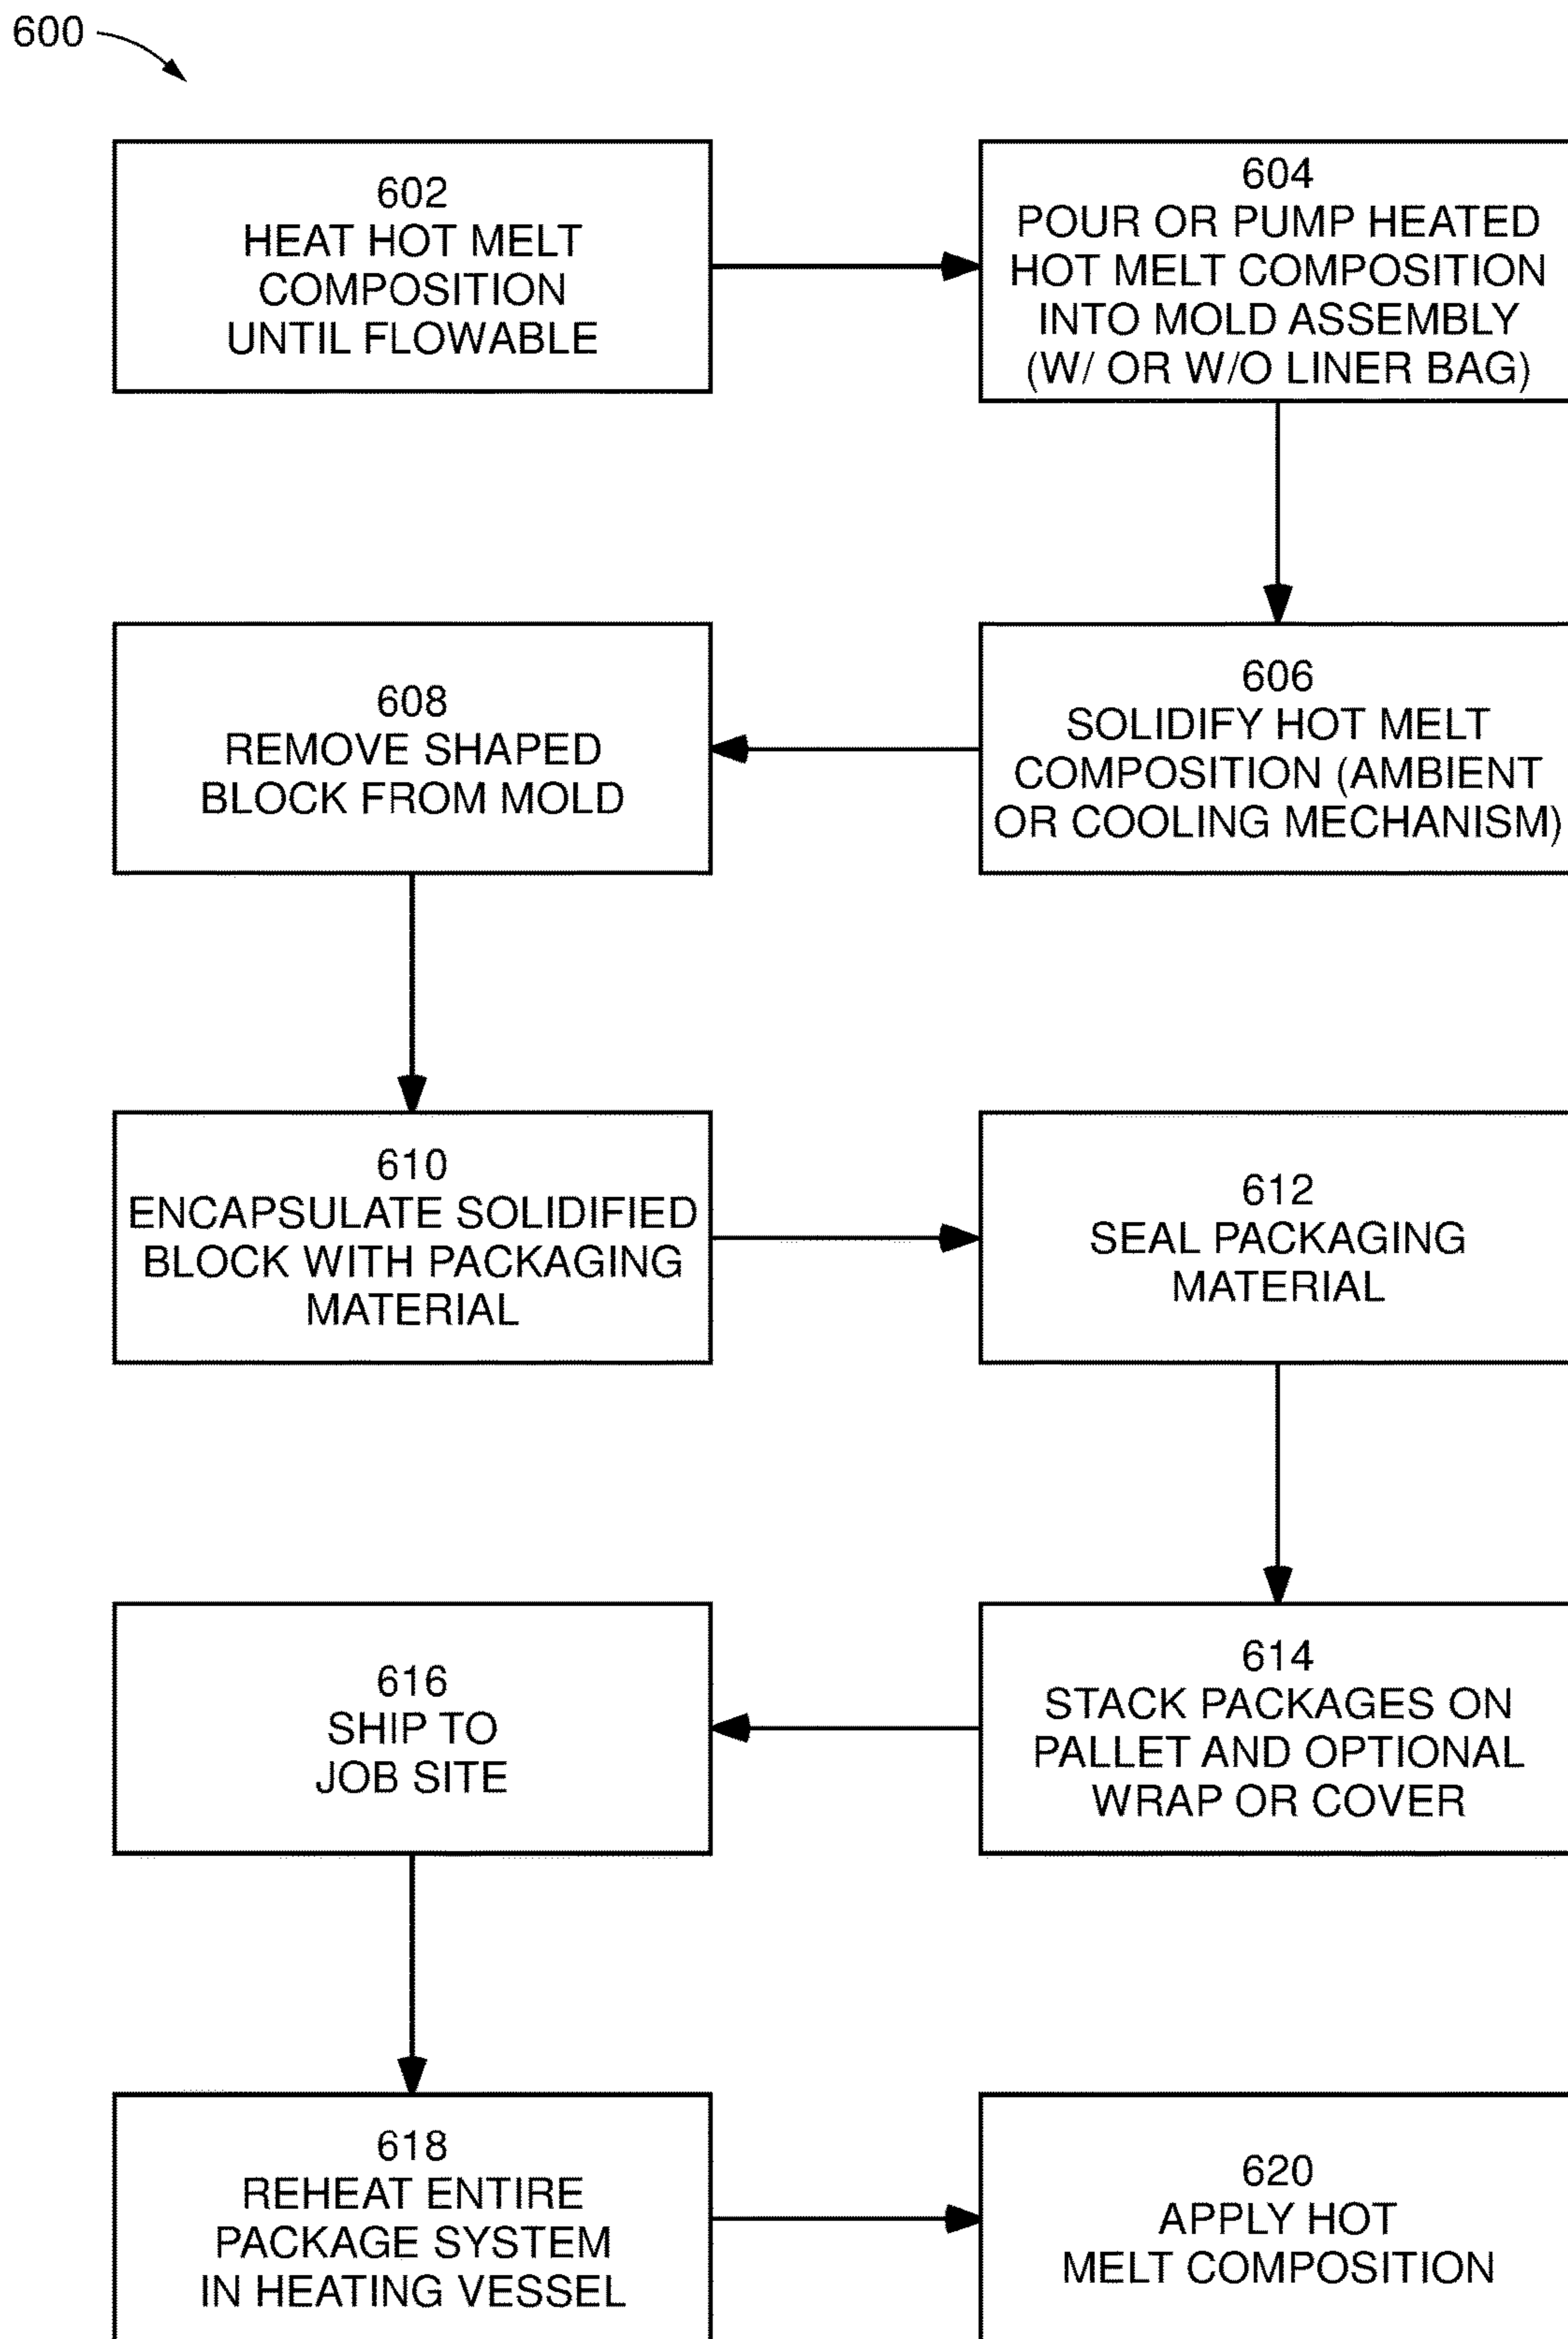 600
602
HEAT HOT MELT
COMPOSITION
UNTIL FLOWABLE
604
POUR OR PUMP HEATED
HOT MELT COMPOSITION
INTO MOLD ASSEMBLY
(W/ OR W/O LINER BAG)
606
SOLIDIFY HOT MELT
COMPOSITION (AMBIENT
OR COOLING MECHANISM)
608
REMOVE SHAPED
BLOCK FROM MOLD
610
ENCAPSULATE SOLIDIFIED
BLOCK WITH PACKAGING
MATERIAL
612
SEAL PACKAGING
MATERIAL
614
STACK PACKAGES ON
PALLET AND OPTIONAL
WRAP OR COVER
616
SHIP TO
JOB SITE
618
REHEAT ENTIRE
PACKAGE SYSTEM
IN HEATING VESSEL
620
APPLY HOT
MELT COMPOSITION